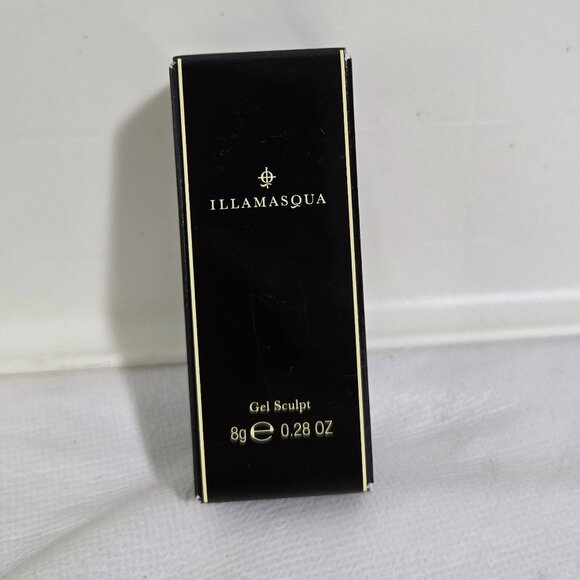 ILLAMASQUA
Gel Sculpt
8g ℮ 0.28 OZ